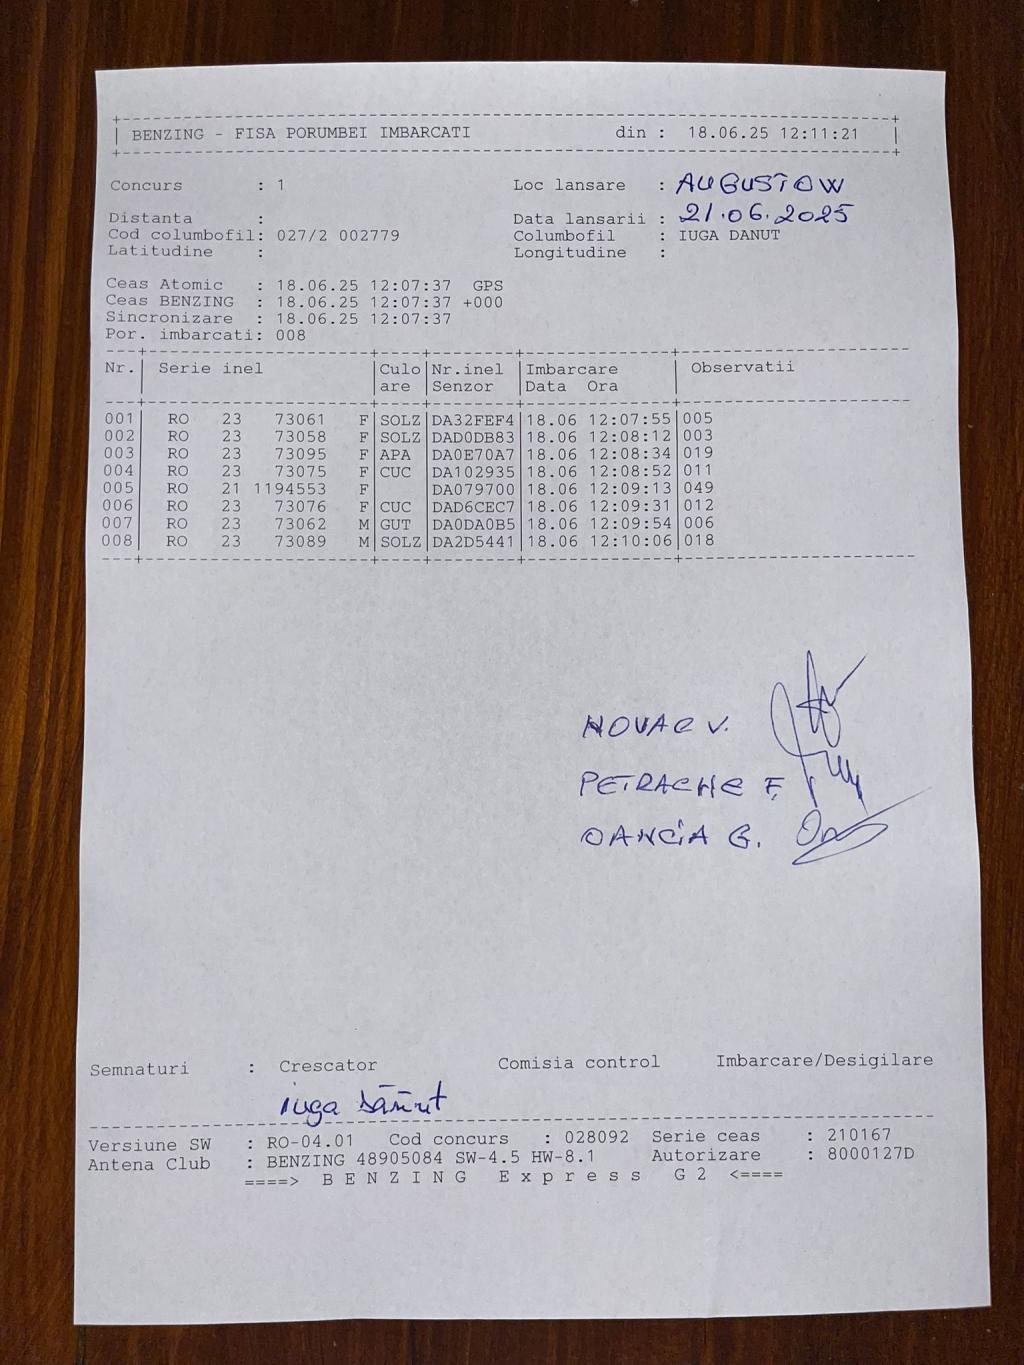 BENZING - FISA PORUMBEI IMBARCATI din : 18.06.25 12:11:21
Concurs : 1 Loc lansare : AUGUSTOW
Distanta : Data lansarii : 21.06.2025
Cod columbofil: 027/2 002779 Columbofil : IUGA DANUT
Latitudine : Longitudine :
Ceas Atomic : 18.06.25 12:07:37 GPS
Ceas BENZING : 18.06.25 12:07:37 +000
Sincronizare : 18.06.25 12:07:37
Por. imbarcati: 008
Nr. Serie inel Culo Nr.inel Imbarcare Observatii
are Senzor Data Ora
001 RO 23 73061 F SOLZ DA32FEF4 18.06 12:07:55 005
002 RO 23 73058 F SOLZ DAD0DB83 18.06 12:08:12 003
003 RO 23 73095 F APA DA0E70A7 18.06 12:08:34 019
004 RO 23 73075 F CUC DA102935 18.06 12:08:52 011
005 RO 21 1194553 F DA079700 18.06 12:09:13 049
006 RO 23 73076 F CUC DAD6CEC7 18.06 12:09:31 012
007 RO 23 73062 M GUT DA0DA0B5 18.06 12:09:54 006
008 RO 23 73089 M SOLZ DA2D5441 18.06 12:10:06 018
NOVAC V.
PETRACHE F.
OANCIA G.
Semnaturi : Crescator Comisia control Imbarcare/Desigilare
Iuga Dănuț
Versiune SW : RO-04.01 Cod concurs : 028092 Serie ceas : 210167
Antena Club : BENZING 48905084 SW-4.5 HW-8.1 Autorizare : 8000127D
====> B E N Z I N G E x p r e s s G 2 <====